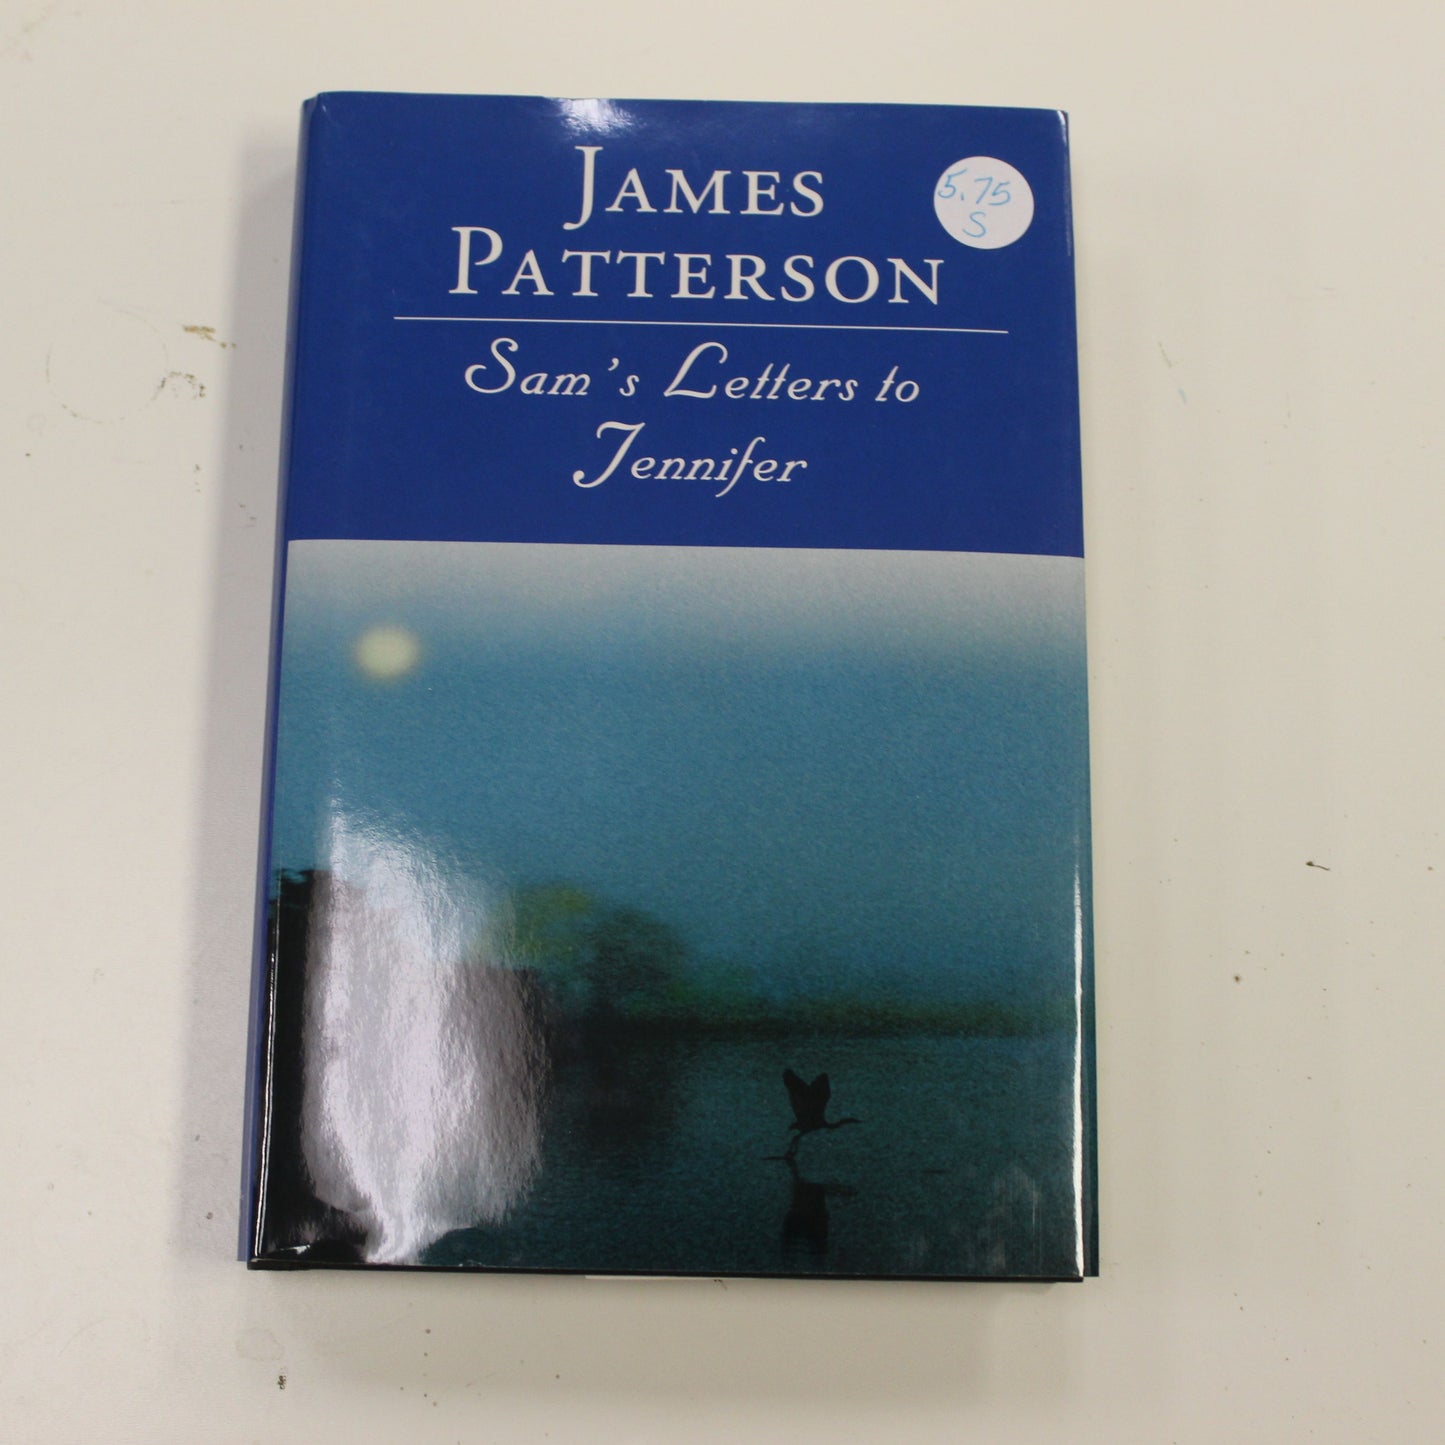 JAMES
PATTERSON
Sam's Letters to
Jennifer
5.75
S